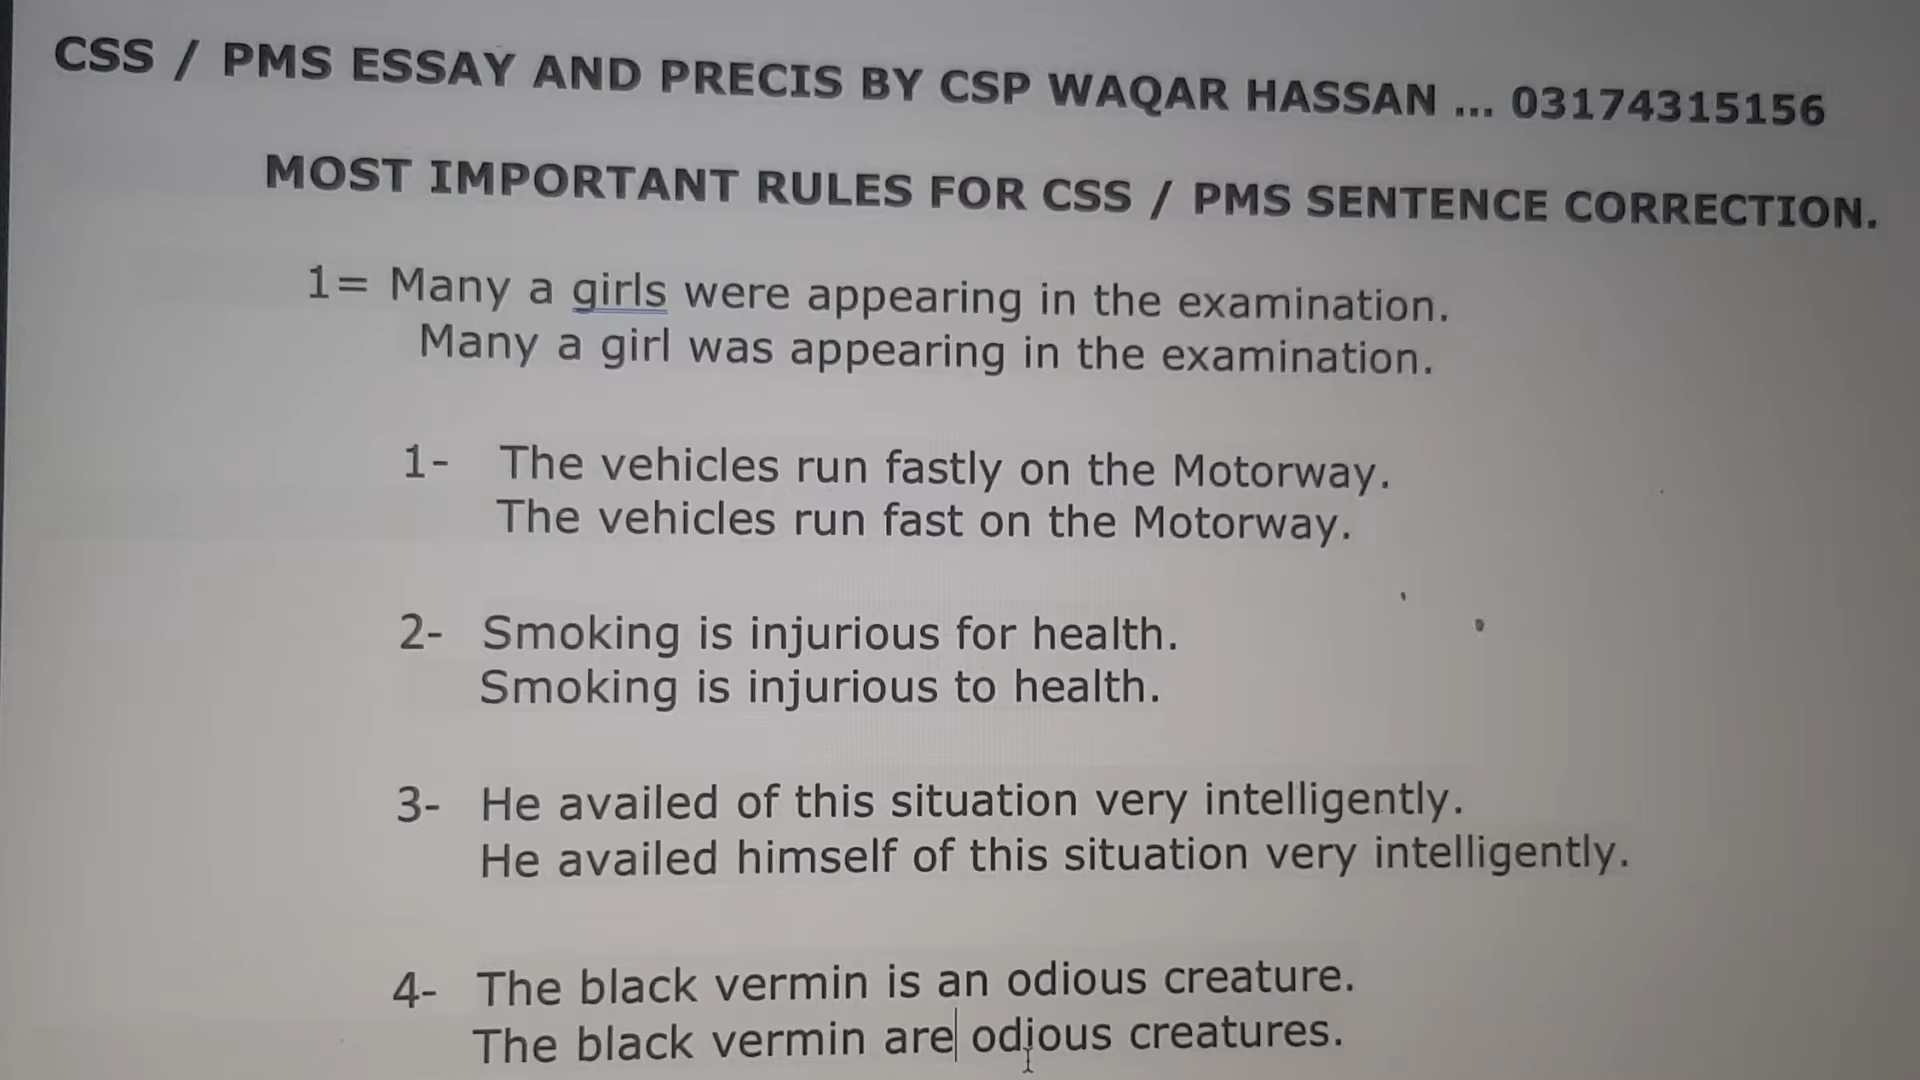 CSS / PMS ESSAY AND PRECIS BY CSP WAQAR HASSAN ... 03174315156
MOST IMPORTANT RULES FOR CSS / PMS SENTENCE CORRECTION.
1= Many a girls were appearing in the examination.
Many a girl was appearing in the examination.
1- The vehicles run fastly on the Motorway.
The vehicles run fast on the Motorway.
2- Smoking is injurious for health.
Smoking is injurious to health.
3- He availed of this situation very intelligently.
He availed himself of this situation very intelligently.
4- The black vermin is an odious creature.
The black vermin are odious creatures.